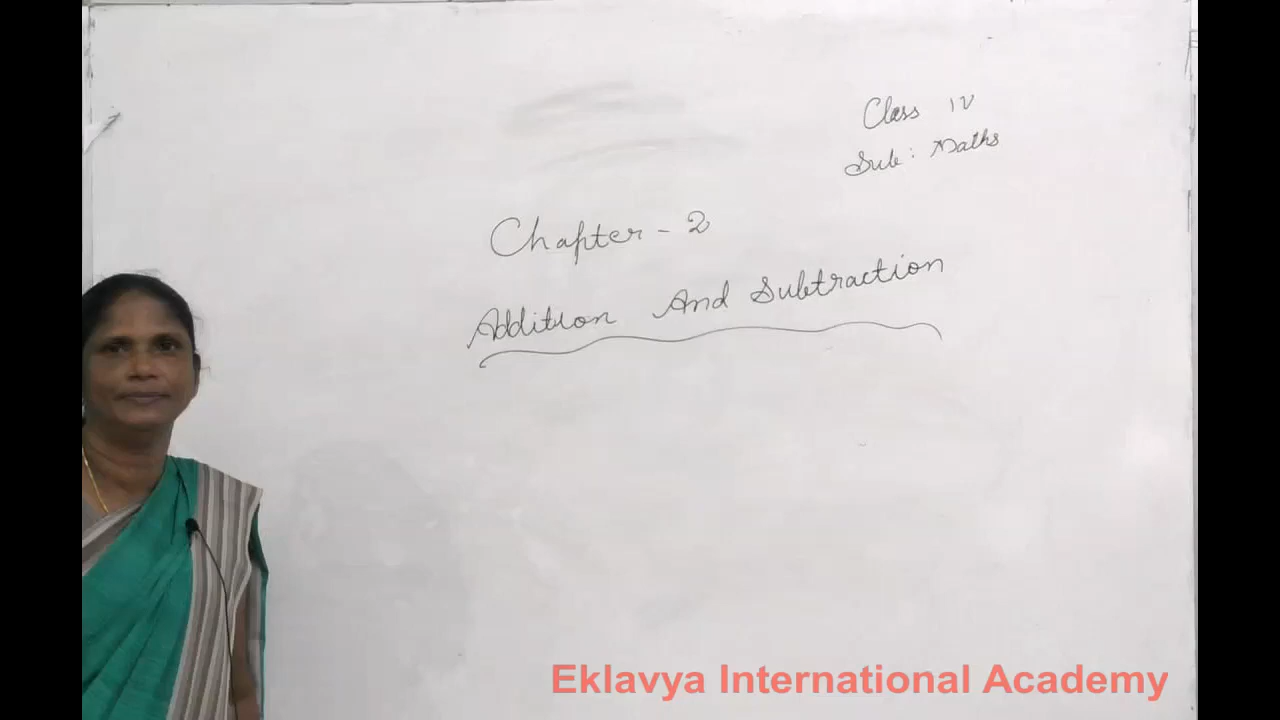 Class IV
Sub: Maths
Chapter - 2
Addition And Subtraction
Eklavya International Academy